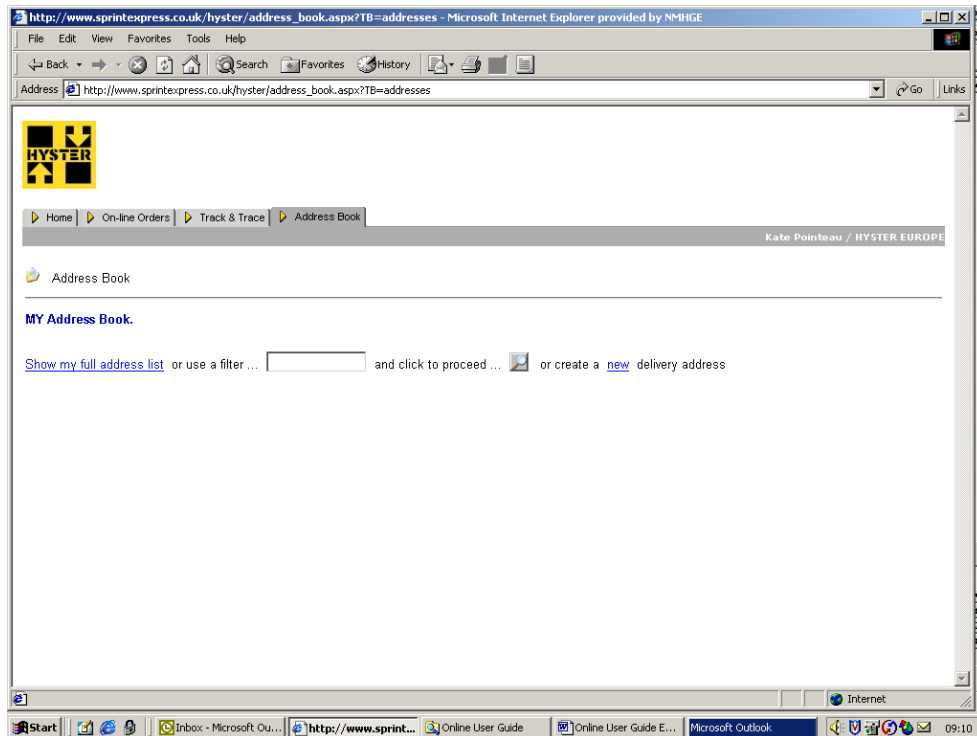 http://www.sprintexpress.co.uk/hyster/address_book.aspx?TB=addresses - Microsoft Internet Explorer provided by NMHGE
File Edit View Favorites Tools Help
Back Search Favorites History
Address http://www.sprintexpress.co.uk/hyster/address_book.aspx?TB=addresses Go Links
HYSTER
Home On-line Orders Track & Trace Address Book
Kate Pointeau / HYSTER EUROPE
Address Book
MY Address Book.
Show my full address list or use a filter ... and click to proceed ... or create a new delivery address
Internet
Start Inbox - Microsoft Ou... http://www.sprint... Online User Guide Online User Guide E... Microsoft Outlook 09:10